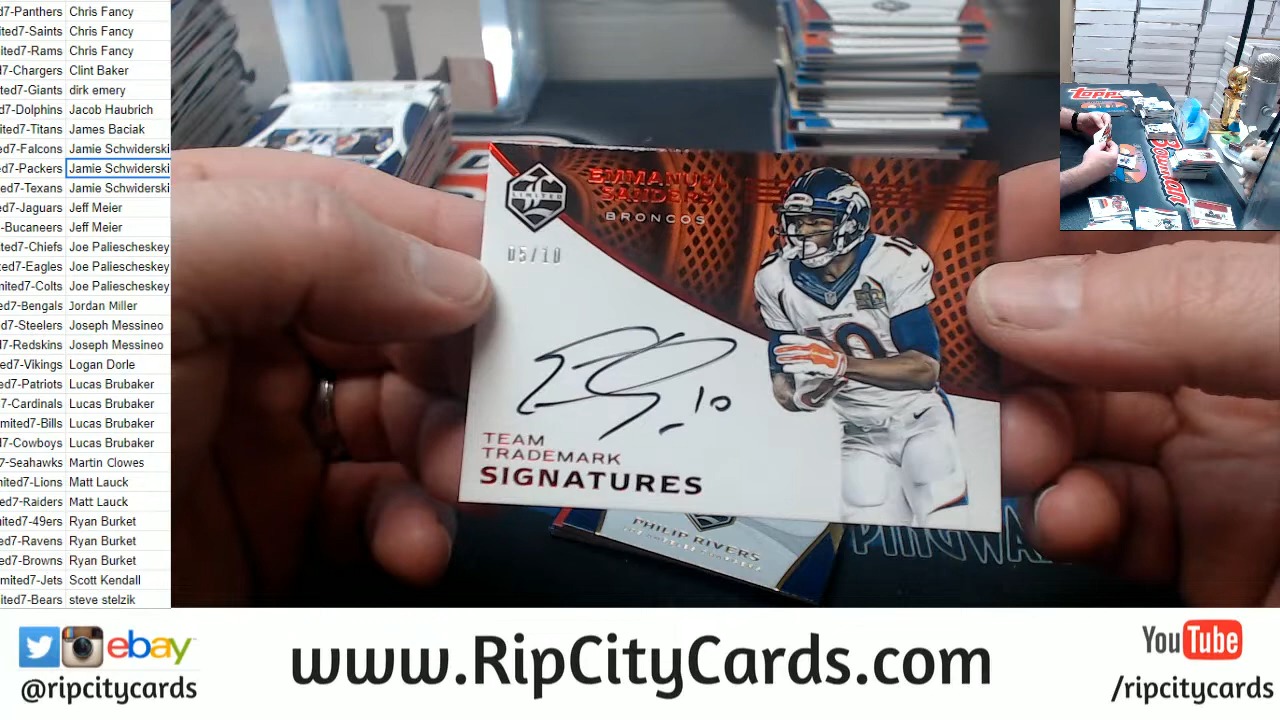 d7-Panthers Chris Fancy
ited7-Saints Chris Fancy
ited7-Rams Chris Fancy
7-Chargers Clint Baker
ited7-Giants dirk emery
7-Dolphins Jacob Haubrich
ited7-Titans James Baciak
ed7-Falcons Jamie Schwiderski
d7-Packers Jamie Schwiderski
d7-Texans Jamie Schwiderski
d7-Jaguars Jeff Meier
-Bucaneers Jeff Meier
ited7-Chiefs Joe Paliescheskey
ited7-Eagles Joe Paliescheskey
mited7-Colts Joe Paliescheskey
d7-Bengals Jordan Miller
d7-Steelers Joseph Messineo
d7-Redskins Joseph Messineo
ted7-Vikings Logan Dorle
ed7-Patriots Lucas Brubaker
7-Cardinals Lucas Brubaker
mited7-Bills Lucas Brubaker
d7-Cowboys Lucas Brubaker
7-Seahawks Martin Clowes
ited7-Lions Matt Lauck
ed7-Raiders Matt Lauck
nited7-49ers Ryan Burket
ed7-Ravens Ryan Burket
ed7-Browns Ryan Burket
imited7-Jets Scott Kendall
ited7-Bears steve stelzik
LIMITED
EMMANUEL
SANDERS
BRONCOS
05/10
10
10
TEAM
TRADEMARK
SIGNATURES
PHILIP RIVERS
topps
Bowman
ebay
@ripcitycards
www.RipCityCards.com
YouTube
/ripcitycards